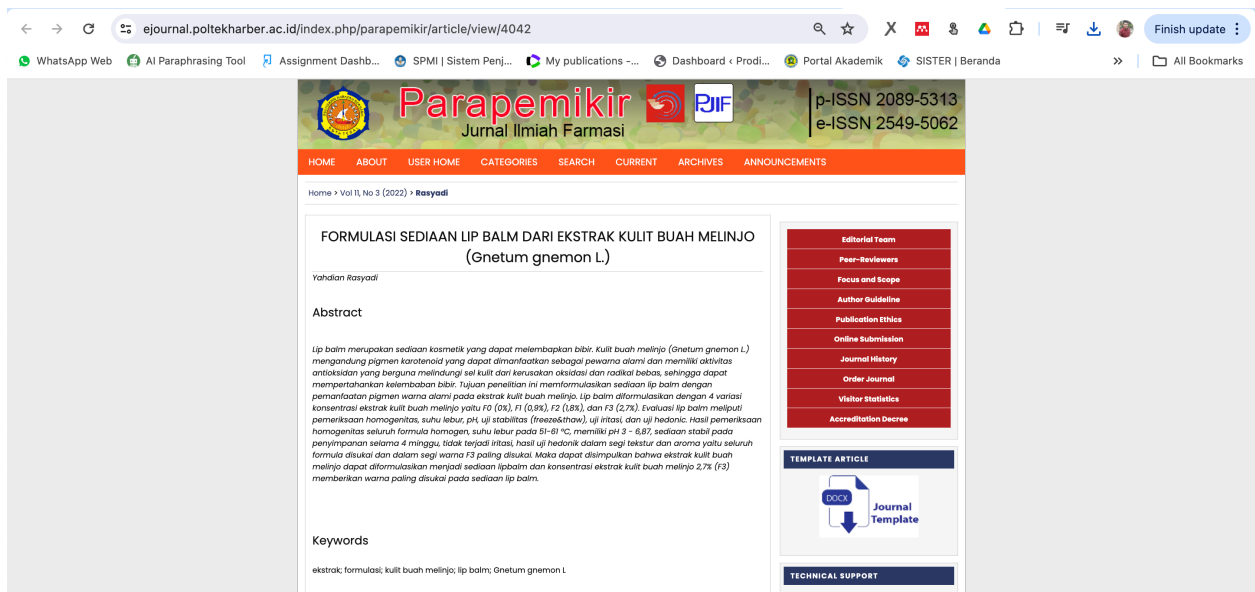 ejournal.poltekharber.ac.id/index.php/parapemikir/article/view/4042
Finish update
WhatsApp Web
AI Paraphrasing Tool
Assignment Dashb...
SPMI | Sistem Penj...
My publications -...
Dashboard < Prodi...
Portal Akademik
SISTER | Beranda
»
All Bookmarks
Parapemikir
Jurnal Ilmiah Farmasi
PJIF
p-ISSN 2089-5313
e-ISSN 2549-5062
HOME ABOUT USER HOME CATEGORIES SEARCH CURRENT ARCHIVES ANNOUNCEMENTS
Home > Vol 11, No 3 (2022) > Rasyadi
FORMULASI SEDIAAN LIP BALM DARI EKSTRAK KULIT BUAH MELINJO
(Gnetum gnemon L.)
Yahdian Rasyadi
Abstract
Lip balm merupakan sediaan kosmetik yang dapat melembapkan bibir. Kulit buah melinjo (Gnetum gnemon L.)
mengandung pigmen karotenoid yang dapat dimanfaatkan sebagai pewarna alami dan memiliki aktivitas
antioksidan yang berguna melindungi sel kulit dari kerusakan oksidasi dan radikal bebas, sehingga dapat
mempertahankan kelembaban bibir. Tujuan penelitian ini memformulasikan sediaan lip balm dengan
pemanfaatan pigmen warna alami pada ekstrak kulit buah melinjo. Lip balm diformulasikan dengan 4 variasi
konsentrasi ekstrak kulit buah melinjo yaitu F0 (0%), F1 (0,9%), F2 (1,8%), dan F3 (2,7%). Evaluasi lip balm meliputi
pemeriksaan homogenitas, suhu lebur, pH, uji stabilitas (freeze&thaw), uji iritasi, dan uji hedonic. Hasil pemeriksaan
homogenitas seluruh formula homogen, suhu lebur pada 51-61 ºC, memiliki pH 3 - 6,87, sediaan stabil pada
penyimpanan selama 4 minggu, tidak terjadi iritasi, hasil uji hedonik dalam segi tekstur dan aroma yaitu seluruh
formula disukai dan dalam segi warna F3 paling disukai. Maka dapat disimpulkan bahwa ekstrak kulit buah
melinjo dapat diformulasikan menjadi sediaan lipbalm dan konsentrasi ekstrak kulit buah melinjo 2,7% (F3)
memberikan warna paling disukai pada sediaan lip balm.
Keywords
ekstrak; formulasi; kulit buah melinjo; lip balm; Gnetum gnemon L
Editorial Team
Peer-Reviewers
Focus and Scope
Author Guideline
Publication Ethics
Online Submission
Journal History
Order Journal
Visitor Statistics
Accreditation Decree
TEMPLATE ARTICLE
DOCX
Journal
Template
TECHNICAL SUPPORT